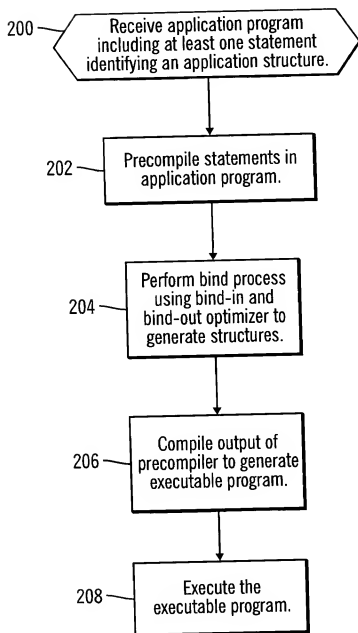 200
Receive application program
including at least one statement
identifying an application structure.
202
Precompile statements in
application program.
204
Perform bind process
using bind-in and
bind-out optimizer to
generate structures.
206
Compile output of
precompiler to generate
executable program.
208
Execute the
executable program.